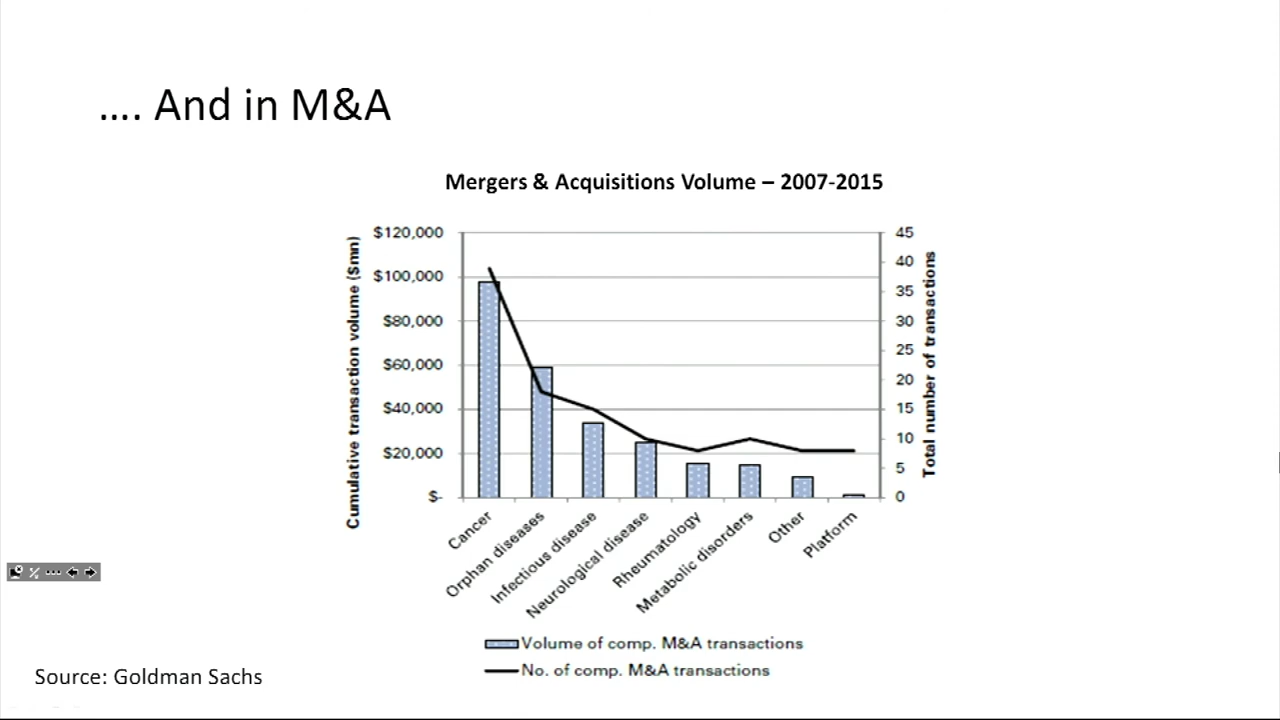 …. And in M&A
Mergers & Acquisitions Volume – 2007-2015
Cumulative transaction volume ($mn)
$120,000
$100,000
$80,000
$60,000
$40,000
$20,000
$-
45
40
35
30
25
20
15
10
5
0
Total number of transactions
Cancer
Orphan diseases
Infectious disease
Neurological disease
Rheumatology
Metabolic disorders
Other
Platform
Volume of comp. M&A transactions
No. of comp. M&A transactions
Source: Goldman Sachs